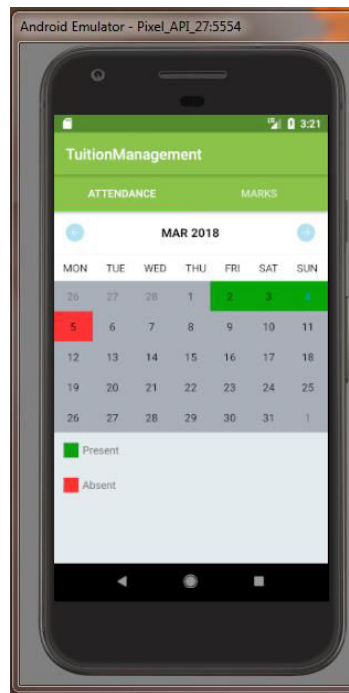 Android Emulator - Pixel_API_27:5554
3:21
TuitionManagement
ATTENDANCE MARKS
MAR 2018
MON TUE WED THU FRI SAT SUN
26 27 28 1 2 3 4
5 6 7 8 9 10 11
12 13 14 15 16 17 18
19 20 21 22 23 24 25
26 27 28 29 30 31 1
Present
Absent